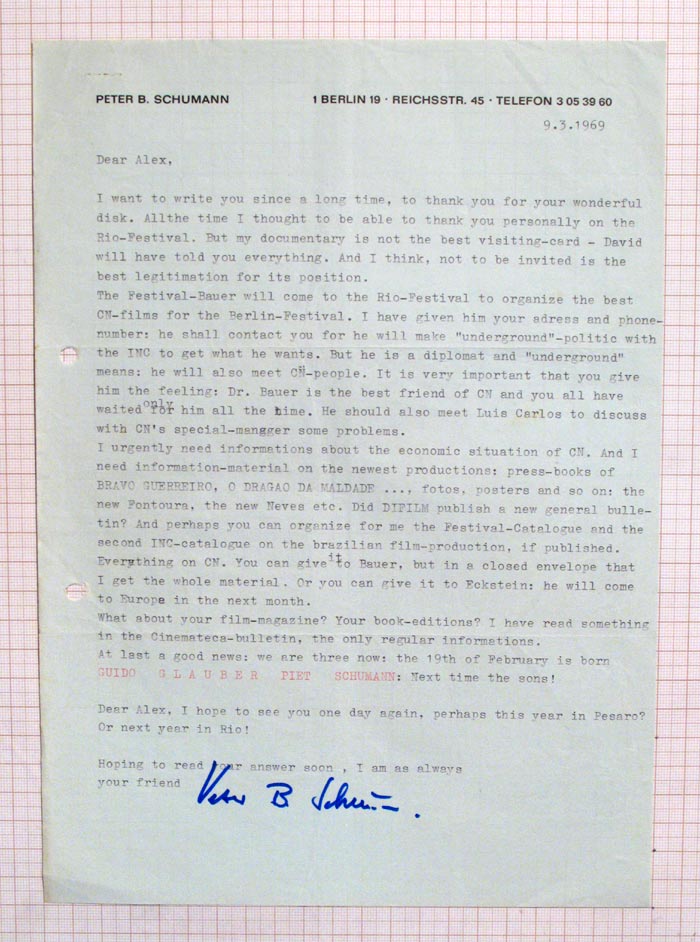 PETER B. SCHUMANN 1 BERLIN 19 · REICHSSTR. 45 · TELEFON 3 05 39 60
9.3.1969
Dear Alex,
I want to write you since a long time, to thank you for your wonderful
disk. Allthe time I thought to be able to thank you personally on the
Rio-Festival. But my documentary is not the best visiting-card - David
will have told you everything. And I think, not to be invited is the
best legitimation for its position.
The Festival-Bauer will come to the Rio-Festival to organize the best
CN-films for the Berlin-Festival. I have given him your adress and phone-
number: he shall contact you for he will make "underground"-politic with
the INC to get what he wants. But he is a diplomat and "underground"
means: he will also meet CN-people. It is very important that you give
him the feeling: Dr. Bauer is the best friend of CN and you all have
waited only for him all the time. He should also meet Luis Carlos to discuss
with CN's special-mangger some problems.
I urgently need informations about the economic situation of CN. And I
need information-material on the newest productions: press-books of
BRAVO GUERREIRO, O DRAGAO DA MALDADE ..., fotos, posters and so on: the
new Fontoura, the new Neves etc. Did DIFILM publish a new general bulle-
tin? And perhaps you can organize for me the Festival-Catalogue and the
second INC-catalogue on the brazilian film-production, if published.
Everything on CN. You can give it to Bauer, but in a closed envelope that
I get the whole material. Or you can give it to Eckstein: he will come
to Europe in the next month.
What about your film-magazine? Your book-editions? I have read something
in the Cinemateca-bulletin, the only regular informations.
At last a good news: we are three now: the 19th of February is born
GUIDO G L A U B E R PIET SCHUMANN: Next time the sons!
Dear Alex, I hope to see you one day again, perhaps this year in Pesaro?
Or next year in Rio!
Hoping to read your answer soon , I am as always
your friend Peter B. Schumann.